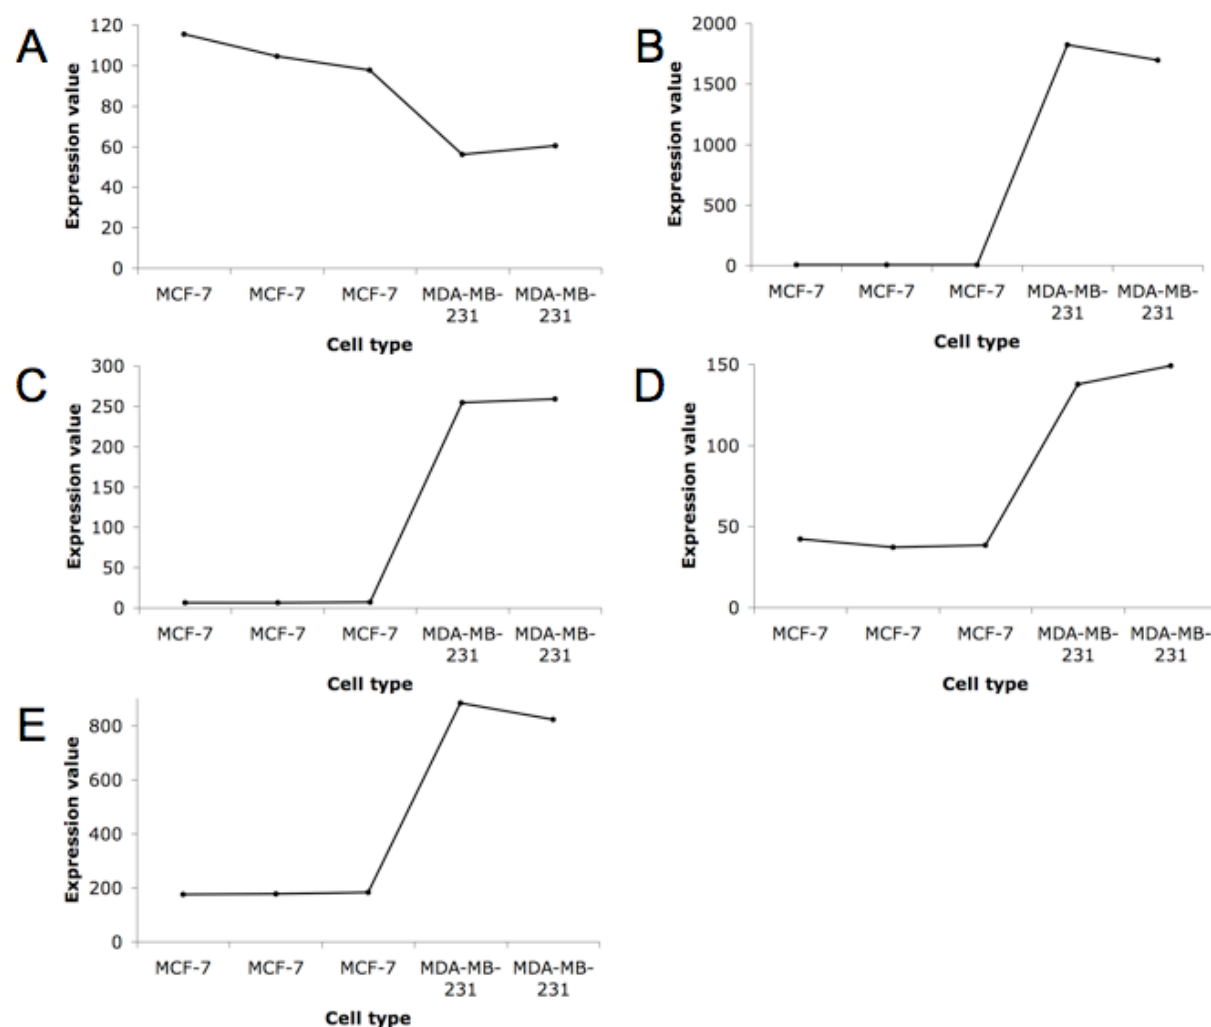 A
Expression value
120
100
80
60
40
20
0
MCF-7 MCF-7 MCF-7 MDA-MB-231 MDA-MB-231
Cell type
B
Expression value
2000
1500
1000
500
0
MCF-7 MCF-7 MCF-7 MDA-MB-231 MDA-MB-231
Cell type
C
Expression value
300
250
200
150
100
50
0
MCF-7 MCF-7 MCF-7 MDA-MB-231 MDA-MB-231
Cell type
D
Expression value
150
100
50
0
MCF-7 MCF-7 MCF-7 MDA-MB-231 MDA-MB-231
Cell type
E
Expression value
800
600
400
200
0
MCF-7 MCF-7 MCF-7 MDA-MB-231 MDA-MB-231
Cell type